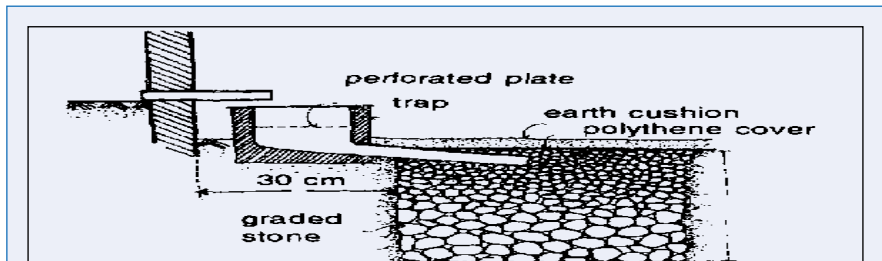 perforated plate
trap
earth cushion
polythene cover
30 cm
graded
stone